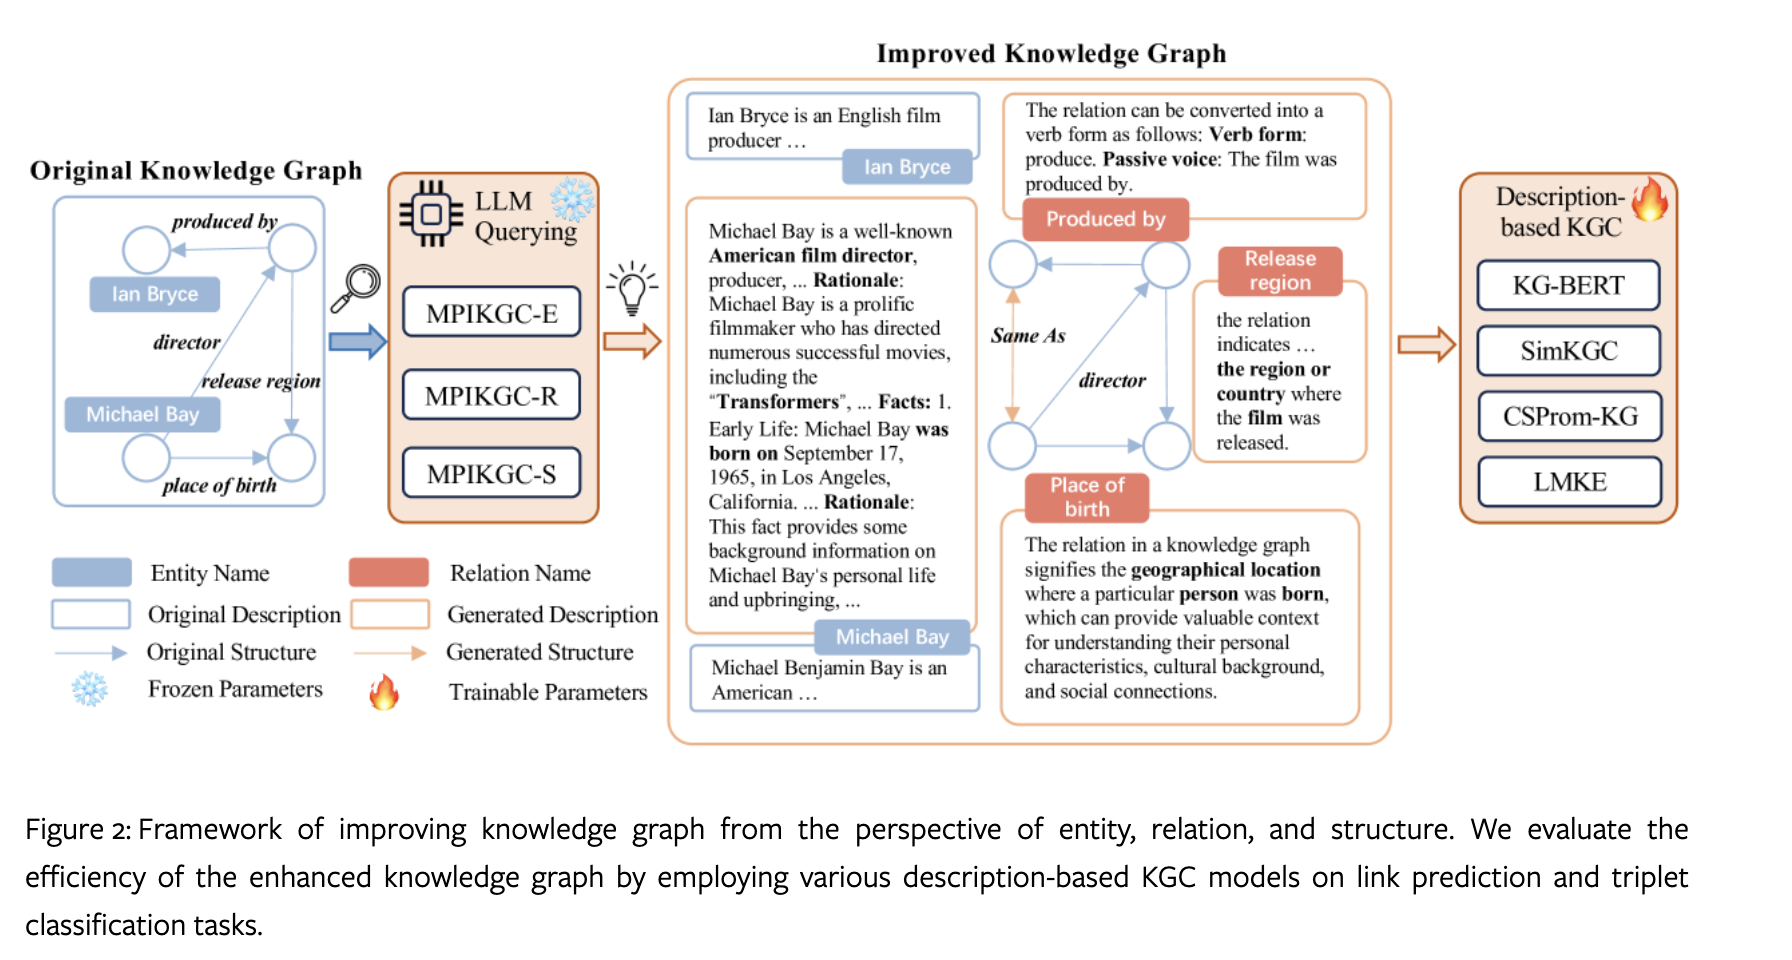 Improved Knowledge Graph
Original Knowledge Graph
produced by
Ian Bryce
director
release region
Michael Bay
place of birth
LLM
Querying
MPIKGC-E
MPIKGC-R
MPIKGC-S
Ian Bryce is an English film
producer ...
Ian Bryce
Michael Bay is a well-known
American film director,
producer, ... Rationale:
Michael Bay is a prolific
filmmaker who has directed
numerous successful movies,
including the
“Transformers”, ... Facts: 1.
Early Life: Michael Bay was
born on September 17,
1965, in Los Angeles,
California. ... Rationale:
This fact provides some
background information on
Michael Bay's personal life
and upbringing, ...
Michael Bay
Michael Benjamin Bay is an
American ...
The relation can be converted into a
verb form as follows: Verb form:
produce. Passive voice: The film was
produced by.
Produced by
Same As
director
Release
region
the relation
indicates ...
the region or
country where
the film was
released.
Place of
birth
The relation in a knowledge graph
signifies the geographical location
where a particular person was born,
which can provide valuable context
for understanding their personal
characteristics, cultural background,
and social connections.
Description-
based KGC
KG-BERT
SimKGC
CSProm-KG
LMKE
Entity Name
Relation Name
Original Description
Generated Description
Original Structure
Generated Structure
Frozen Parameters
Trainable Parameters
Figure 2: Framework of improving knowledge graph from the perspective of entity, relation, and structure. We evaluate the
efficiency of the enhanced knowledge graph by employing various description-based KGC models on link prediction and triplet
classification tasks.